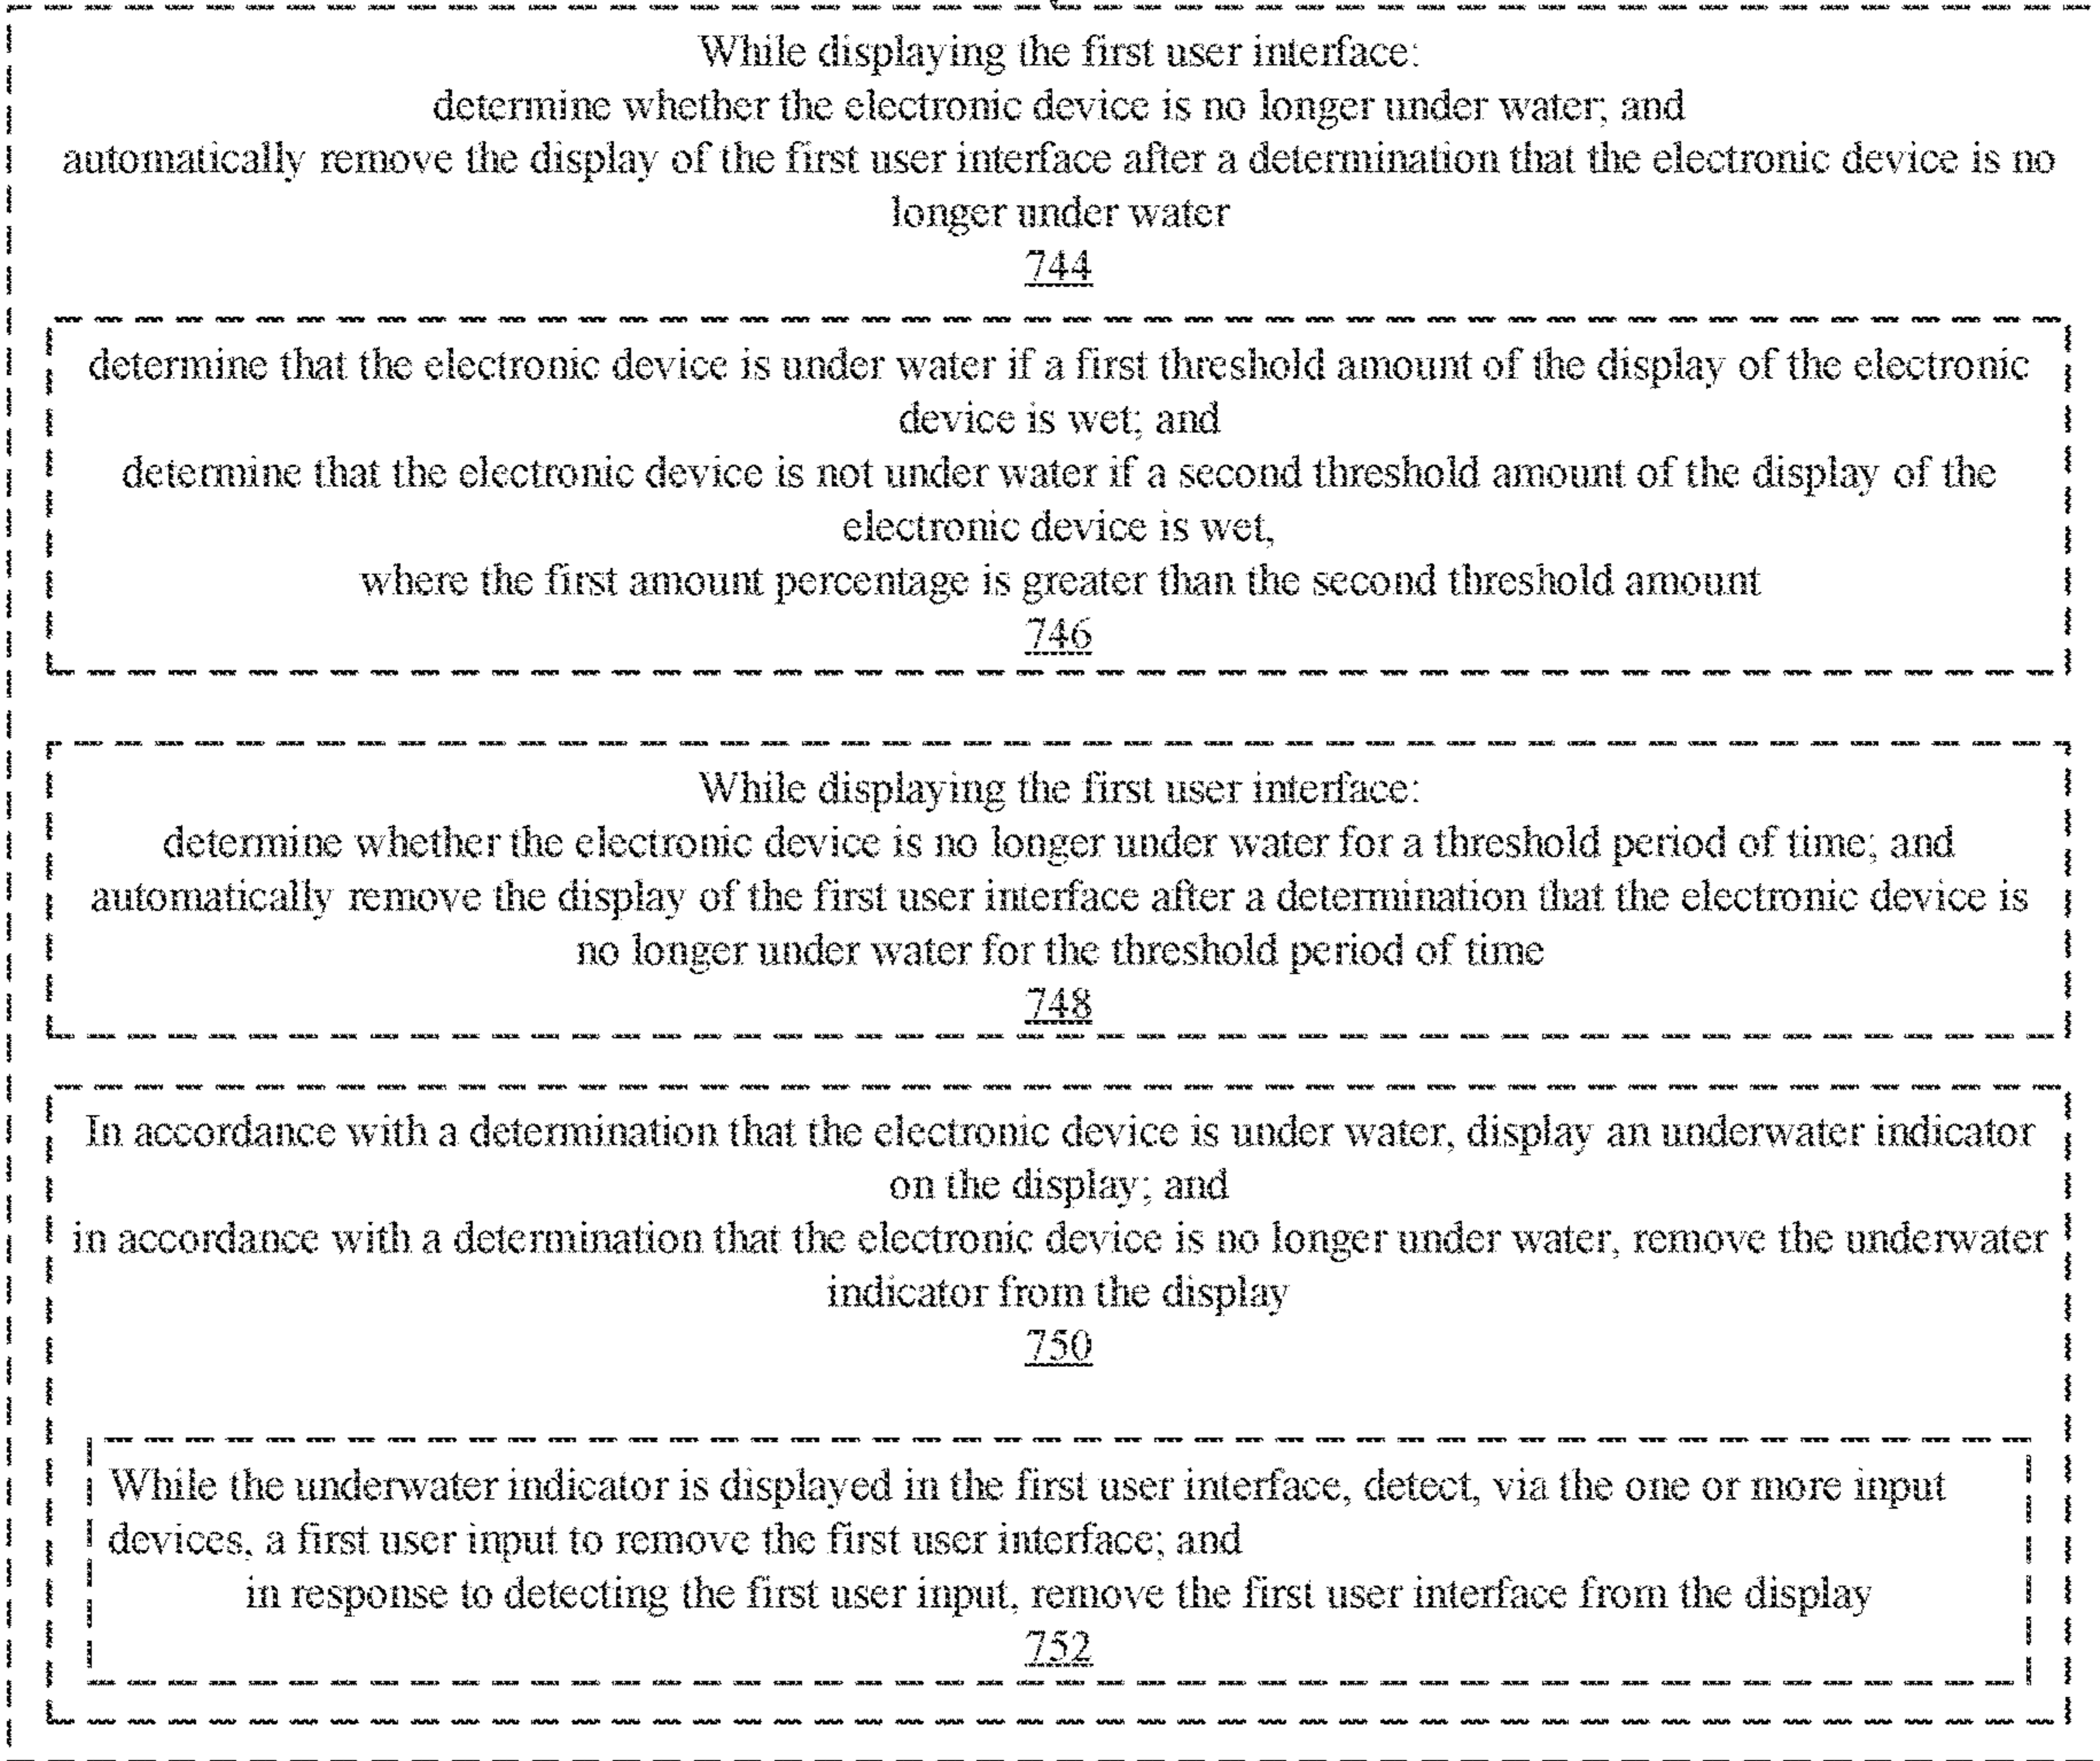 While displaying the first user interface:
determine whether the electronic device is no longer under water; and
automatically remove the display of the first user interface after a determination that the electronic device is no
longer under water
744
determine that the electronic device is under water if a first threshold amount of the display of the electronic
device is wet; and
determine that the electronic device is not under water if a second threshold amount of the display of the
electronic device is wet,
where the first amount percentage is greater than the second threshold amount
746
While displaying the first user interface:
determine whether the electronic device is no longer under water for a threshold period of time; and
automatically remove the display of the first user interface after a determination that the electronic device is
no longer under water for the threshold period of time
748
In accordance with a determination that the electronic device is under water, display an underwater indicator
on the display; and
in accordance with a determination that the electronic device is no longer under water, remove the underwater
indicator from the display
750
While the underwater indicator is displayed in the first user interface, detect, via the one or more input
devices, a first user input to remove the first user interface; and
in response to detecting the first user input, remove the first user interface from the display
752